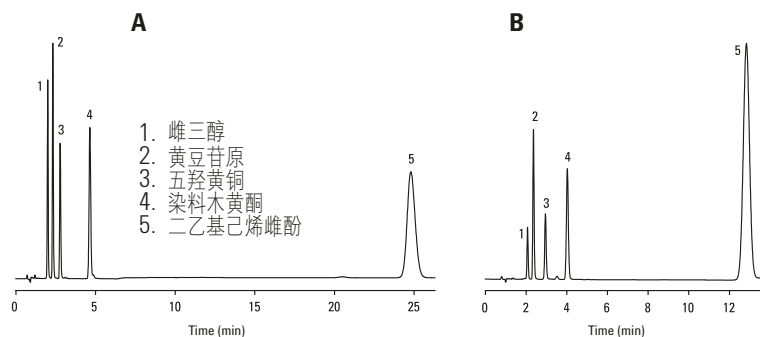 A
1
2
3
4
5
1. 雌三醇
2. 黄豆苷原
3. 五羟黄铜
4. 染料木黄酮
5. 二乙基己烯雌酚
0 5 10 15 20 25
Time (min)
B
1
2
3
4
5
0 2 4 6 8 10 12
Time (min)